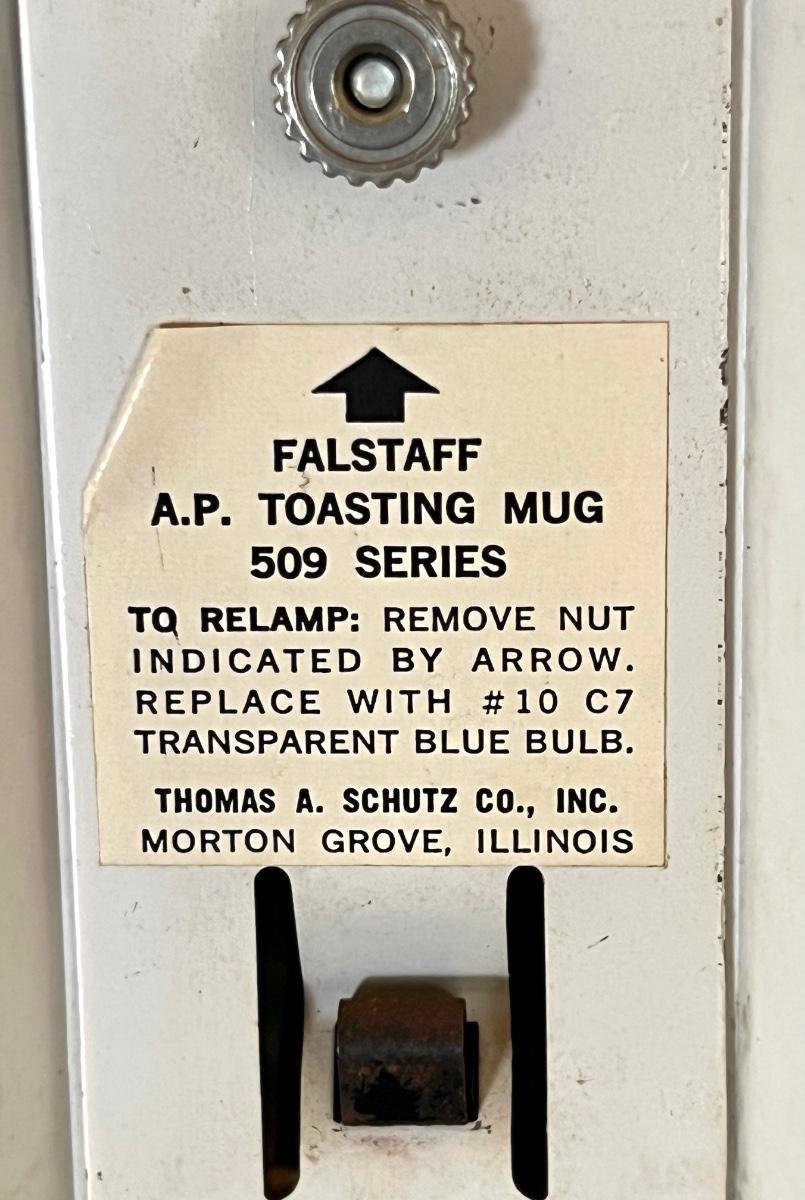 FALSTAFF
A.P. TOASTING MUG
509 SERIES
TO RELAMP: REMOVE NUT
INDICATED BY ARROW.
REPLACE WITH #10 C7
TRANSPARENT BLUE BULB.
THOMAS A. SCHUTZ CO., INC.
MORTON GROVE, ILLINOIS